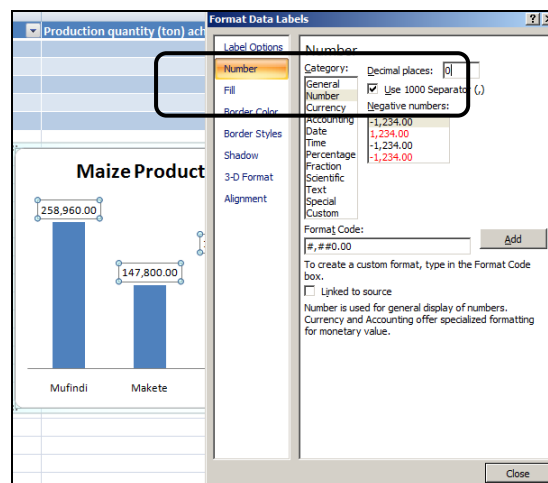 Production quantity (ton) ach
Format Data Labels
Label Options
Number
Fill
Border Color
Border Styles
Shadow
3-D Format
Alignment
Number
Category:
General
Number
Currency
Accounting
Date
Time
Percentage
Fraction
Scientific
Text
Special
Custom
Decimal places: 0
Use 1000 Separator (,)
Negative numbers:
-1,234.00
1,234.00
-1,234.00
-1,234.00
Format Code:
#,##0.00
Add
To create a custom format, type in the Format Code
box.
Linked to source
Number is used for general display of numbers.
Currency and Accounting offer specialized formatting
for monetary value.
Close
Maize Product
258,960.00
147,800.00
Mufindi
Makete